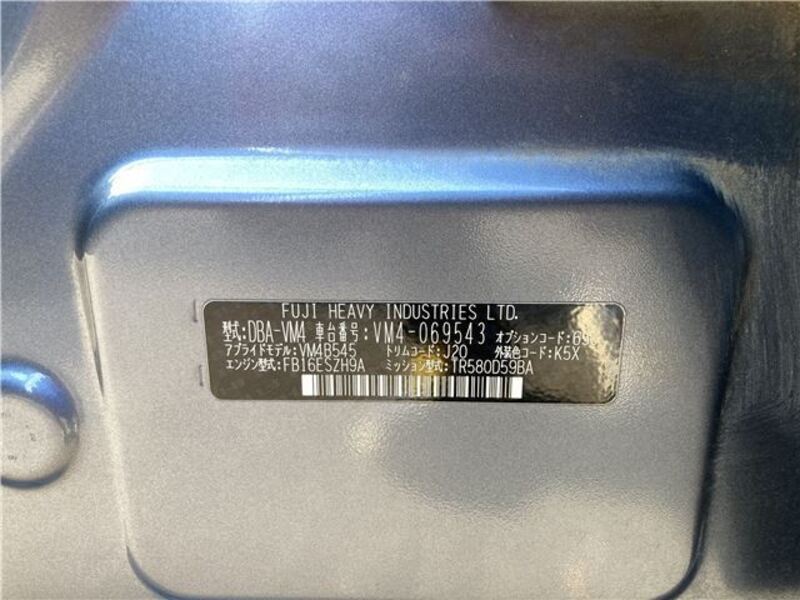 FUJI HEAVY INDUSTRIES LTD.
型式:DBA-VM4 車台番号:VM4-069543 オプションコード:
アプライドモデル:VM4B545 トリムコード:J20 外装色コード:K5X
エンジン型式:FB16ESZH9A ミッション型式:TR580D59BA